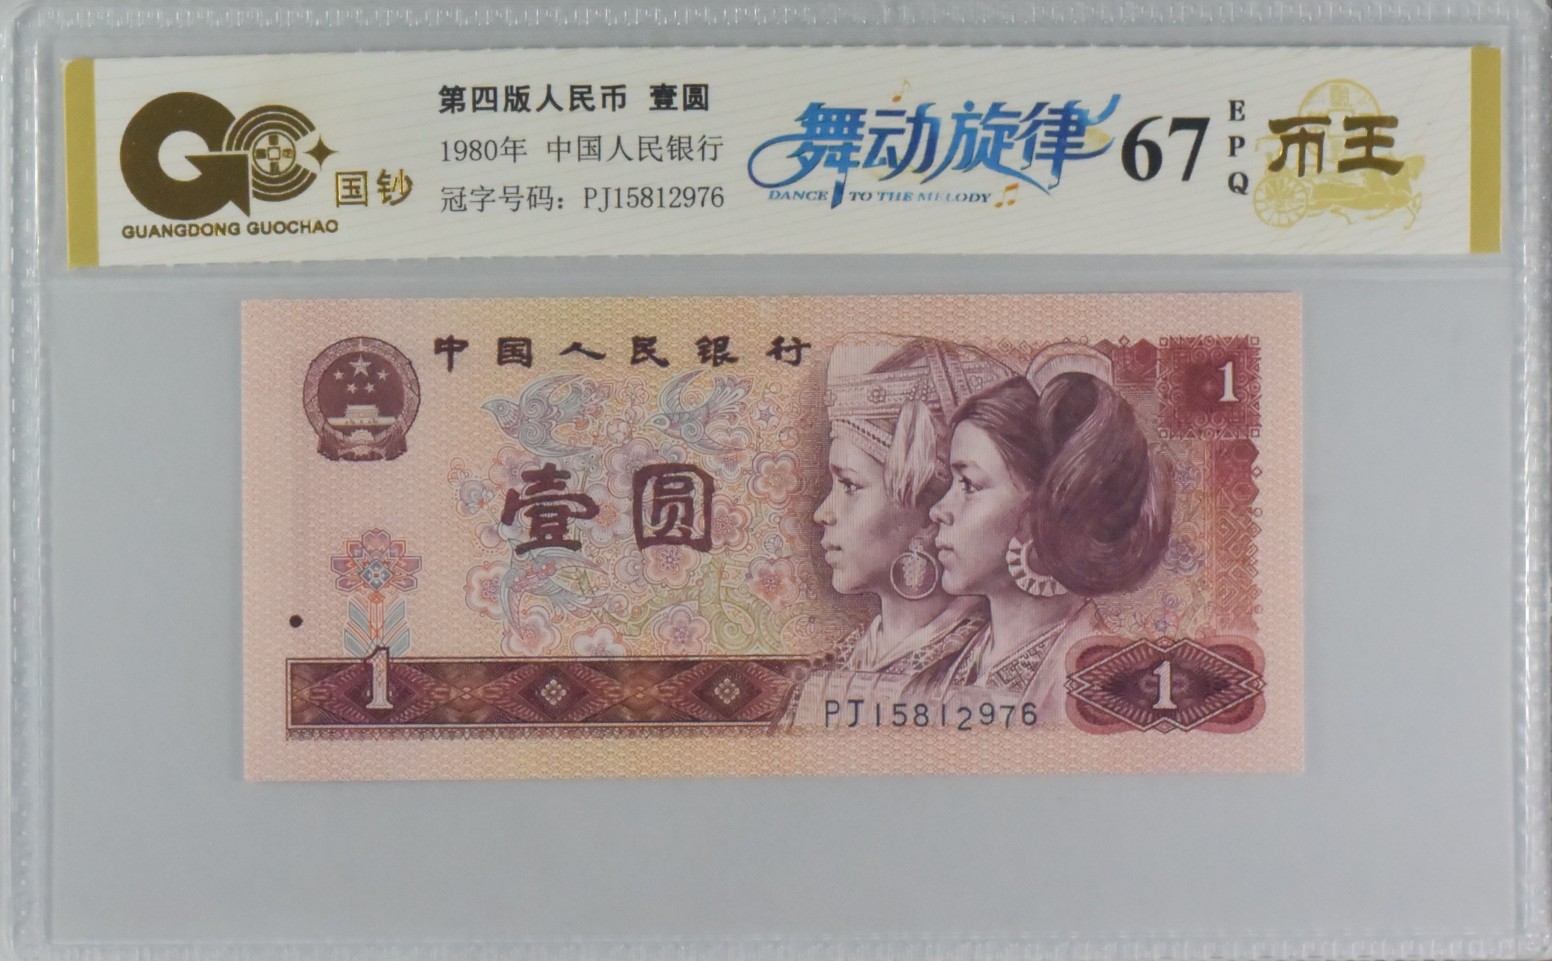 第四版人民币 壹圆
1980年 中国人民银行
冠字号码：PJ15812976
国钞
GUANGDONG GUOCHAO
舞动旋律
DANCE TO THE MELODY
67
EPQ
币王
中国人民银行
1
壹圆
1
PJ15812976
1